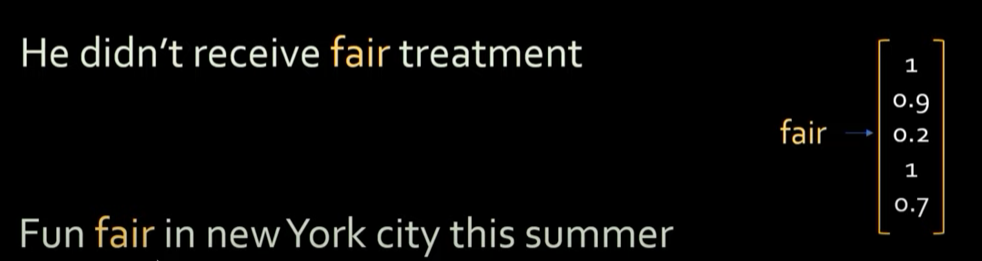 He didn't receive fair treatment
1
0.9
fair → 0.2
1
0.7
Fun fair in new York city this summer